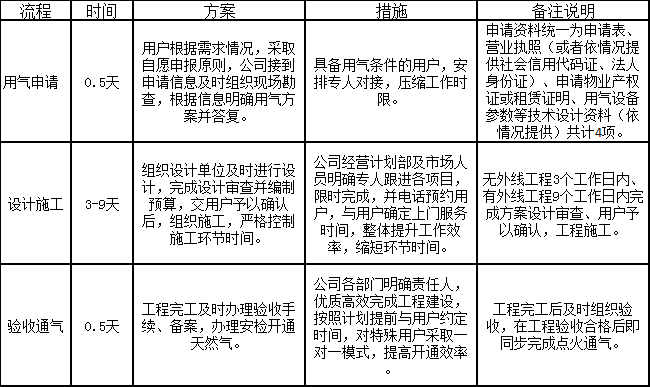 流程
时间
方案
措施
备注说明
用气申请
0.5天
用户根据需求情况，采取
自愿申报原则，公司接到
申请信息及时组织现场勘
查，根据信息明确用气方
案并答复。
具备用气条件的用户，安
排专人对接，压缩工作时
限。
申请资料统一为申请表、
营业执照（或者依情况提
供社会信用代码证、法人
身份证）、申请物业产权
证或租赁证明、用气设备
参数等技术设计资料（依
情况提供）共计4项。
设计施工
3-9天
组织设计单位及时进行设
计，完成设计审查并编制
预算，交用户予以确认
后，组织施工，严格控制
施工环节时间。
公司经营计划部及市场人
员明确专人跟进各项目，
限时完成，并电话预约用
户，与用户确定上门服务
时间，整体提升工作效
率，缩短环节时间。
无外线工程3个工作日内、
有外线工程9个工作日内完
成方案设计审查、用户予
以确认，工程施工。
验收通气
0.5天
工程完工及时办理验收手
续、备案，办理安检开通
天然气。
公司各部门明确责任人，
优质高效完成工程建设，
按照计划提前与用户约定
时间，对特殊用户采取一
对一模式，提高开通效率
。
工程完工后及时组织验
收，在工程验收合格后即
同步完成点火通气。